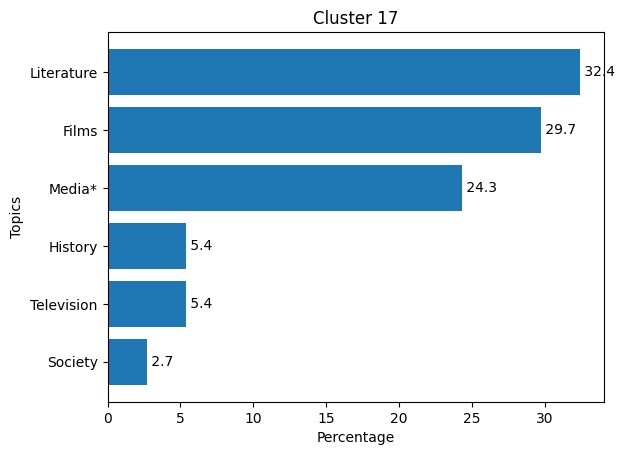 Cluster 17
Literature 32.4
Films 29.7
Media* 24.3
History 5.4
Television 5.4
Society 2.7
0 5 10 15 20 25 30
Percentage
Topics